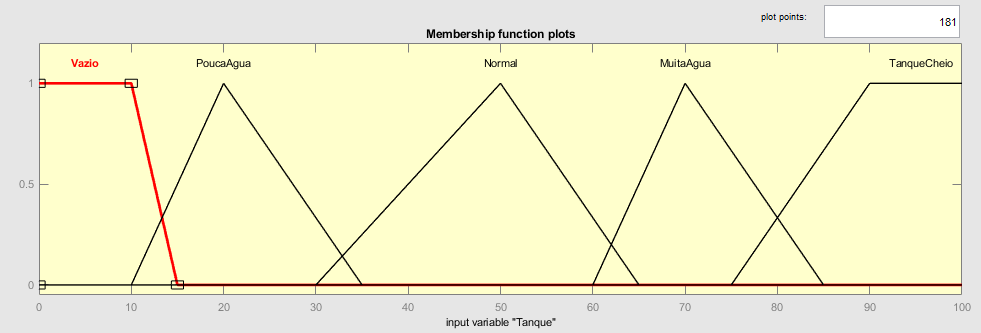 plot points:
181
Membership function plots
Vazio PoucaAgua Normal MuitaAgua TanqueCheio
1
0.5
0
0 10 20 30 40 50 60 70 80 90 100
input variable "Tanque"